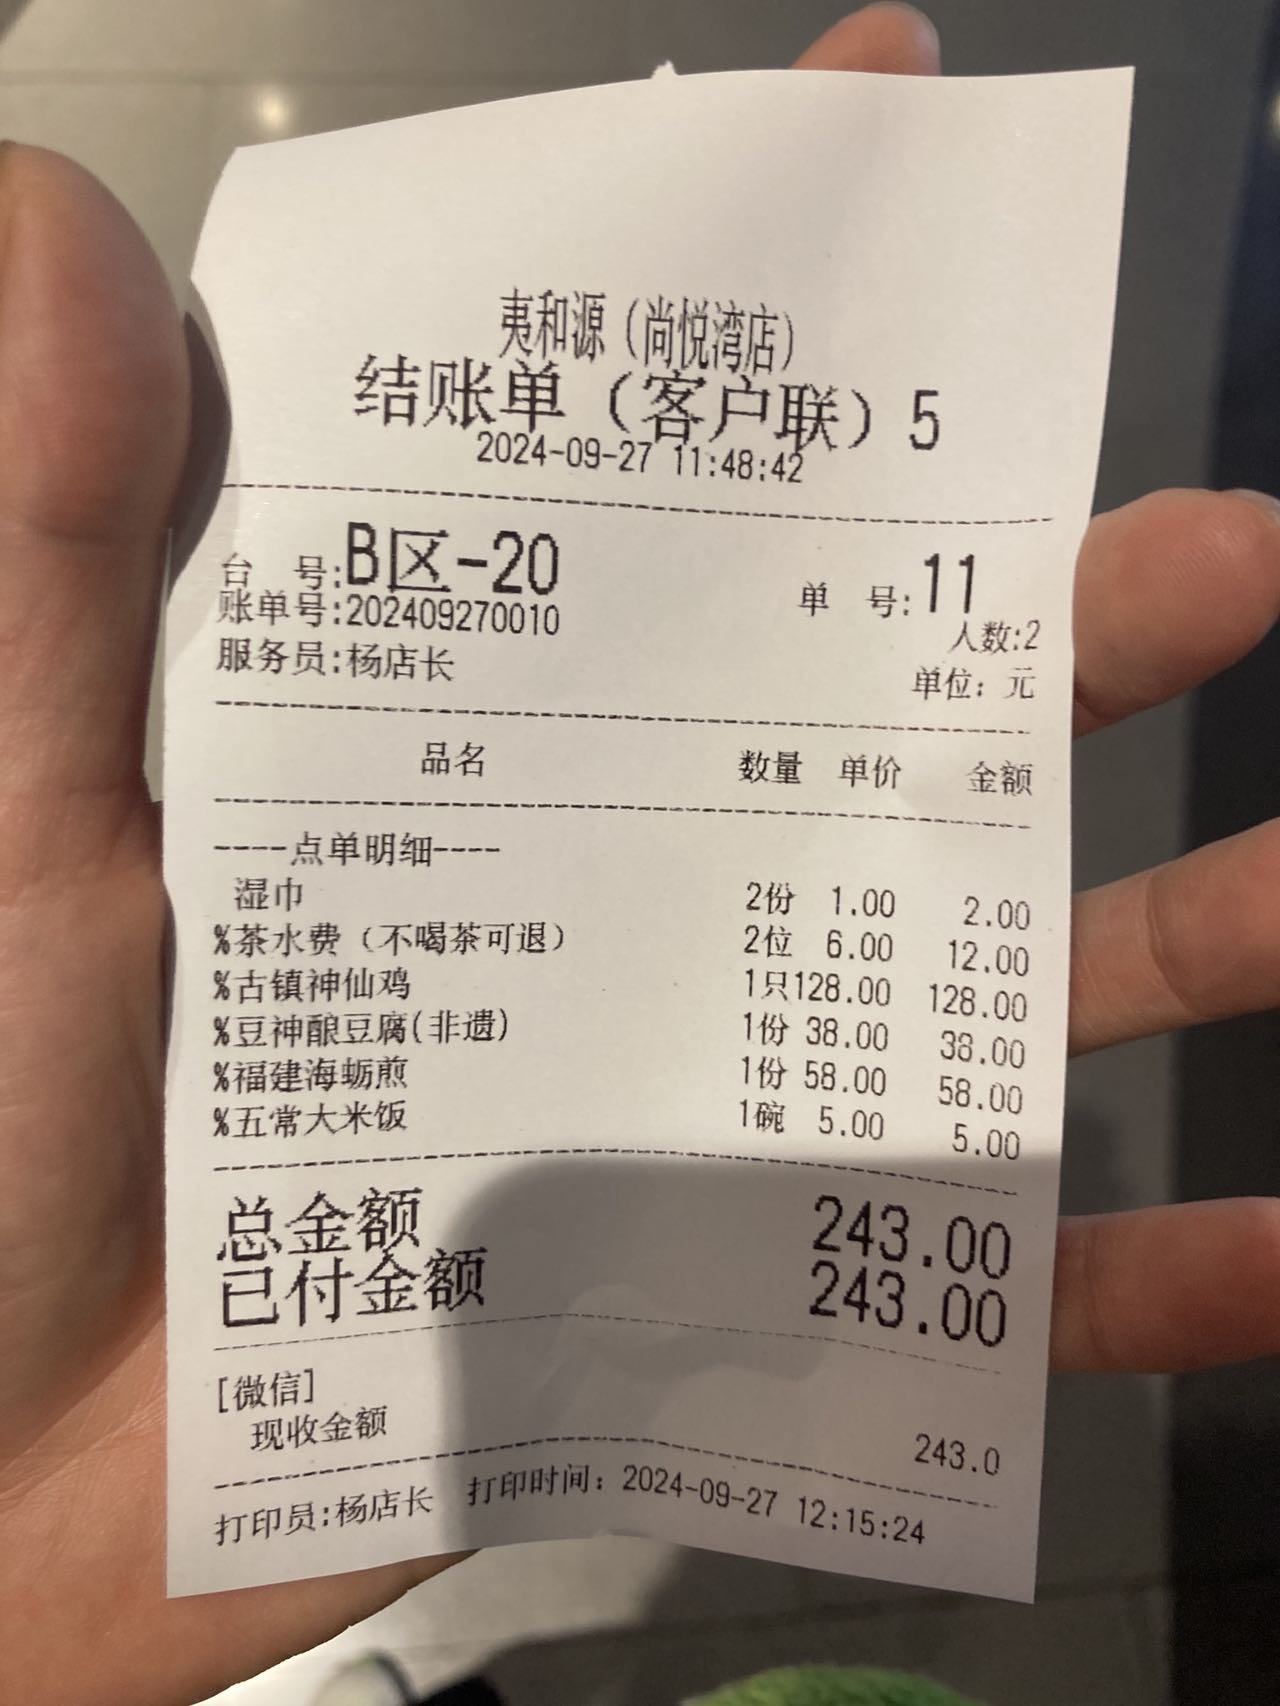 夷和源（尚悦湾店）
结账单（客户联）5
2024-09-27 11:48:42
台 号:B区-20 单 号:11
账单号:202409270010 人数:2
服务员:杨店长 单位: 元
品名 数量 单价 金额
----点单明细----
湿巾 2份 1.00 2.00
%茶水费（不喝茶可退） 2位 6.00 12.00
%古镇神仙鸡 1只128.00 128.00
%豆神酿豆腐(非遗) 1份 38.00 38.00
%福建海蛎煎 1份 58.00 58.00
%五常大米饭 1碗 5.00 5.00
总金额 243.00
已付金额 243.00
[微信]
现收金额 243.0
打印员:杨店长 打印时间: 2024-09-27 12:15:24